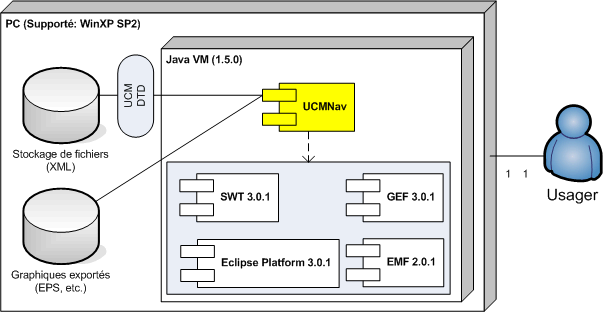 PC (Supporté: WinXP SP2)
Java VM (1.5.0)
UCM
DTD
UCMNav
Stockage de fichiers
(XML)
SWT 3.0.1
GEF 3.0.1
1 1
Usager
Graphiques exportés
(EPS, etc.)
Eclipse Platform 3.0.1
EMF 2.0.1